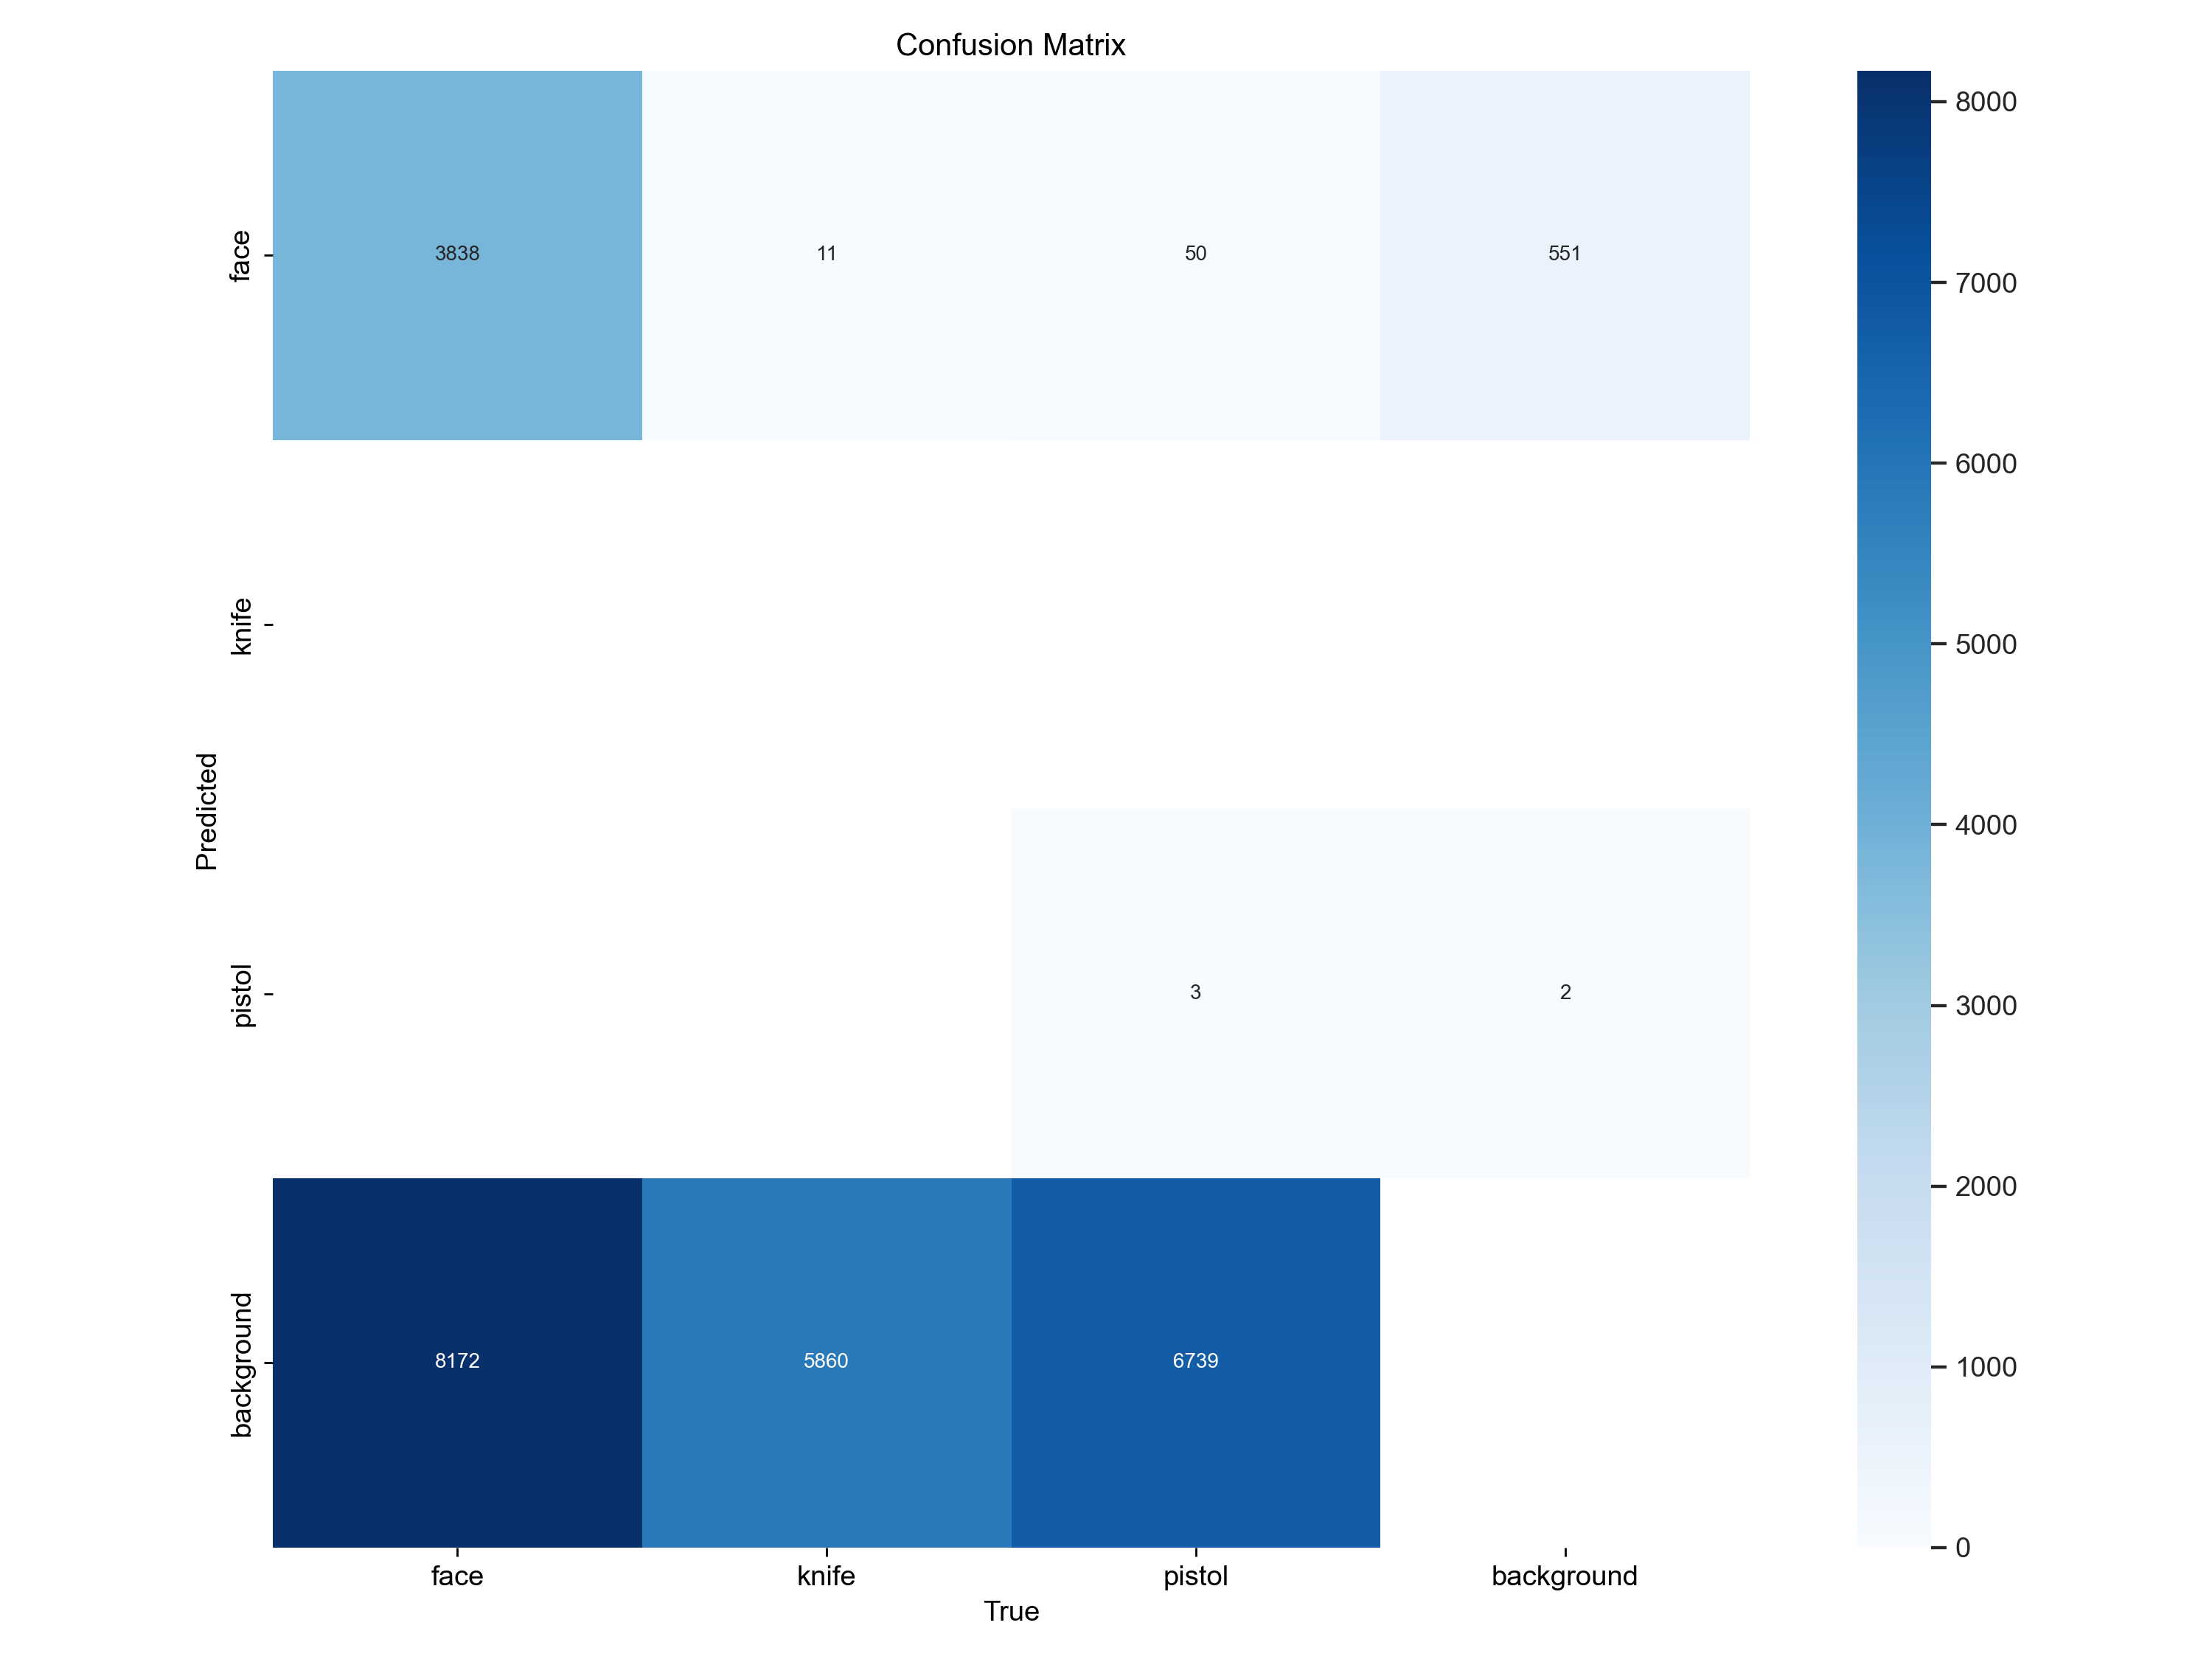 Confusion Matrix
face
3838
11
50
551
knife
pistol
3
2
background
8172
5860
6739
Predicted
face
knife
pistol
background
True
8000
7000
6000
5000
4000
3000
2000
1000
0